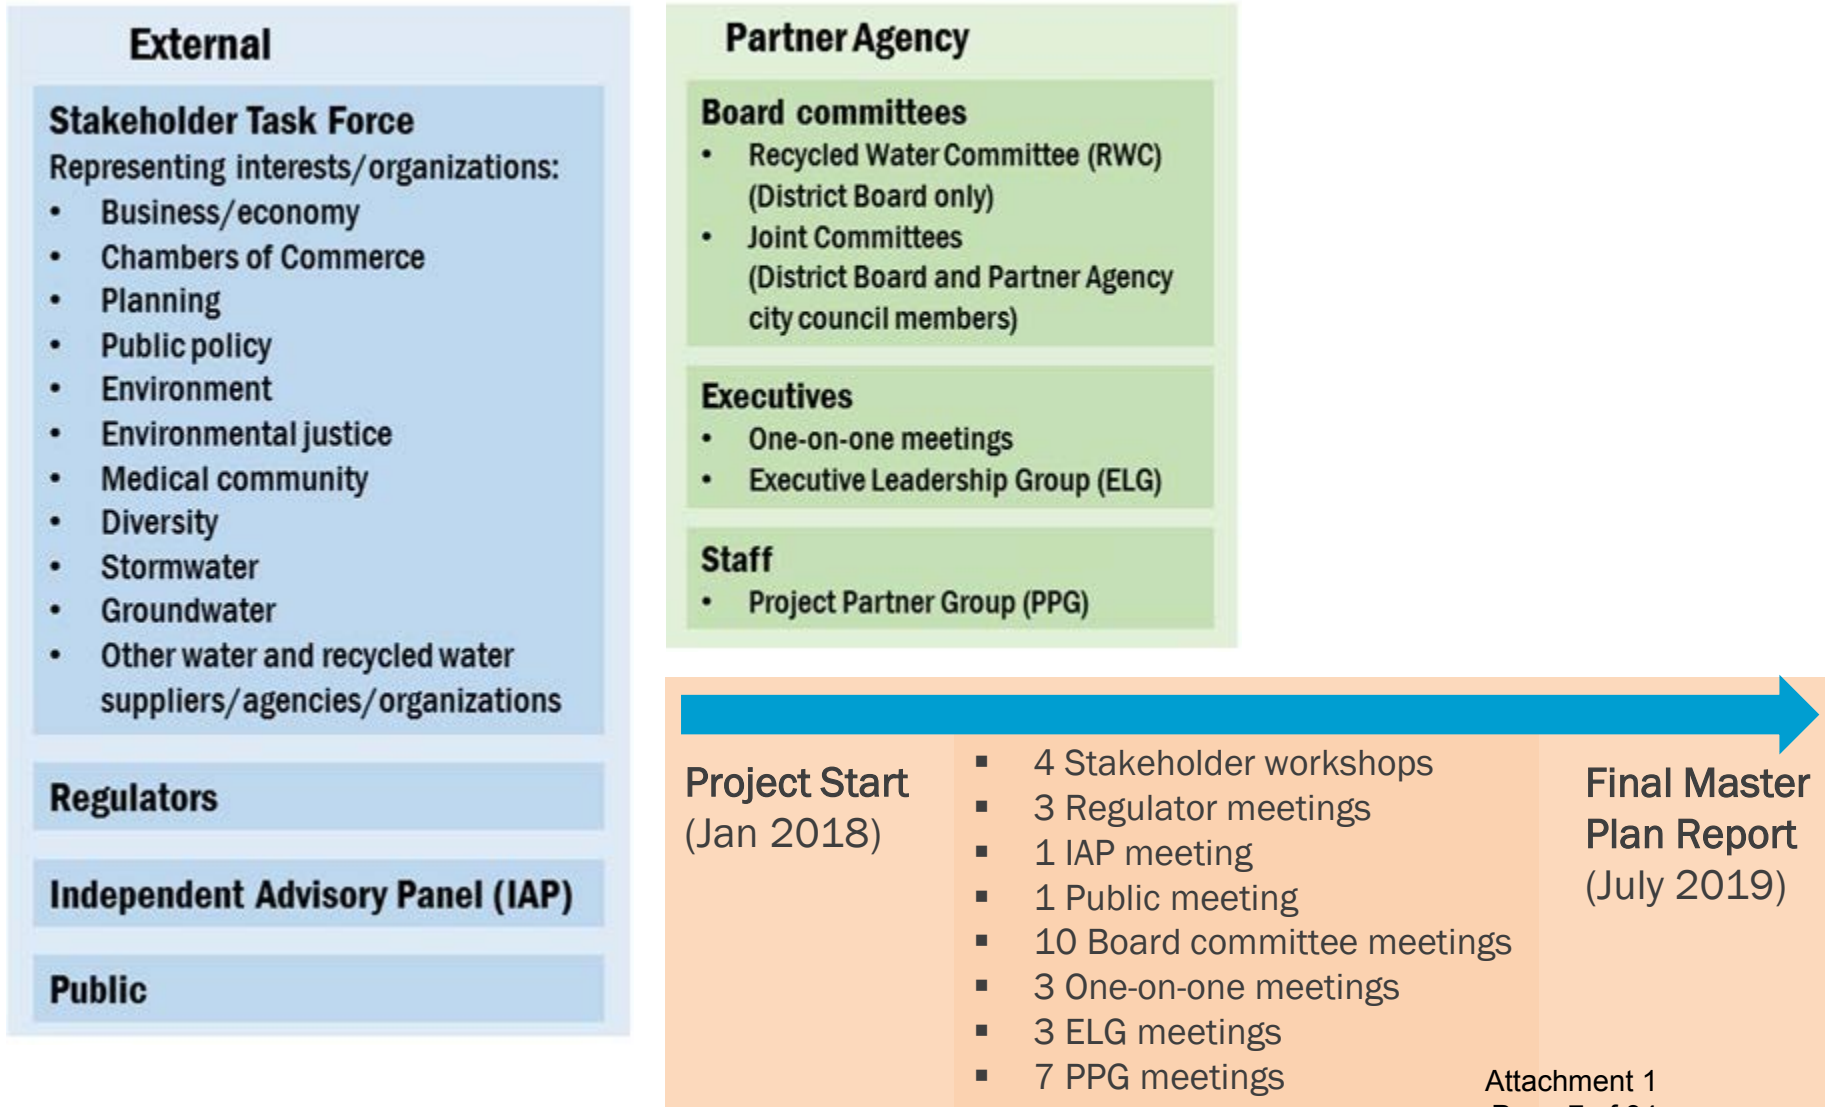 External
Stakeholder Task Force
Representing interests/organizations:
• Business/economy
• Chambers of Commerce
• Planning
• Public policy
• Environment
• Environmental justice
• Medical community
• Diversity
• Stormwater
• Groundwater
• Other water and recycled water
suppliers/agencies/organizations
Regulators
Independent Advisory Panel (IAP)
Public
Partner Agency
Board committees
• Recycled Water Committee (RWC)
(District Board only)
• Joint Committees
(District Board and Partner Agency
city council members)
Executives
• One-on-one meetings
• Executive Leadership Group (ELG)
Staff
• Project Partner Group (PPG)
Project Start
(Jan 2018)
▪ 4 Stakeholder workshops
▪ 3 Regulator meetings
▪ 1 IAP meeting
▪ 1 Public meeting
▪ 10 Board committee meetings
▪ 3 One-on-one meetings
▪ 3 ELG meetings
▪ 7 PPG meetings
Final Master
Plan Report
(July 2019)
Attachment 1